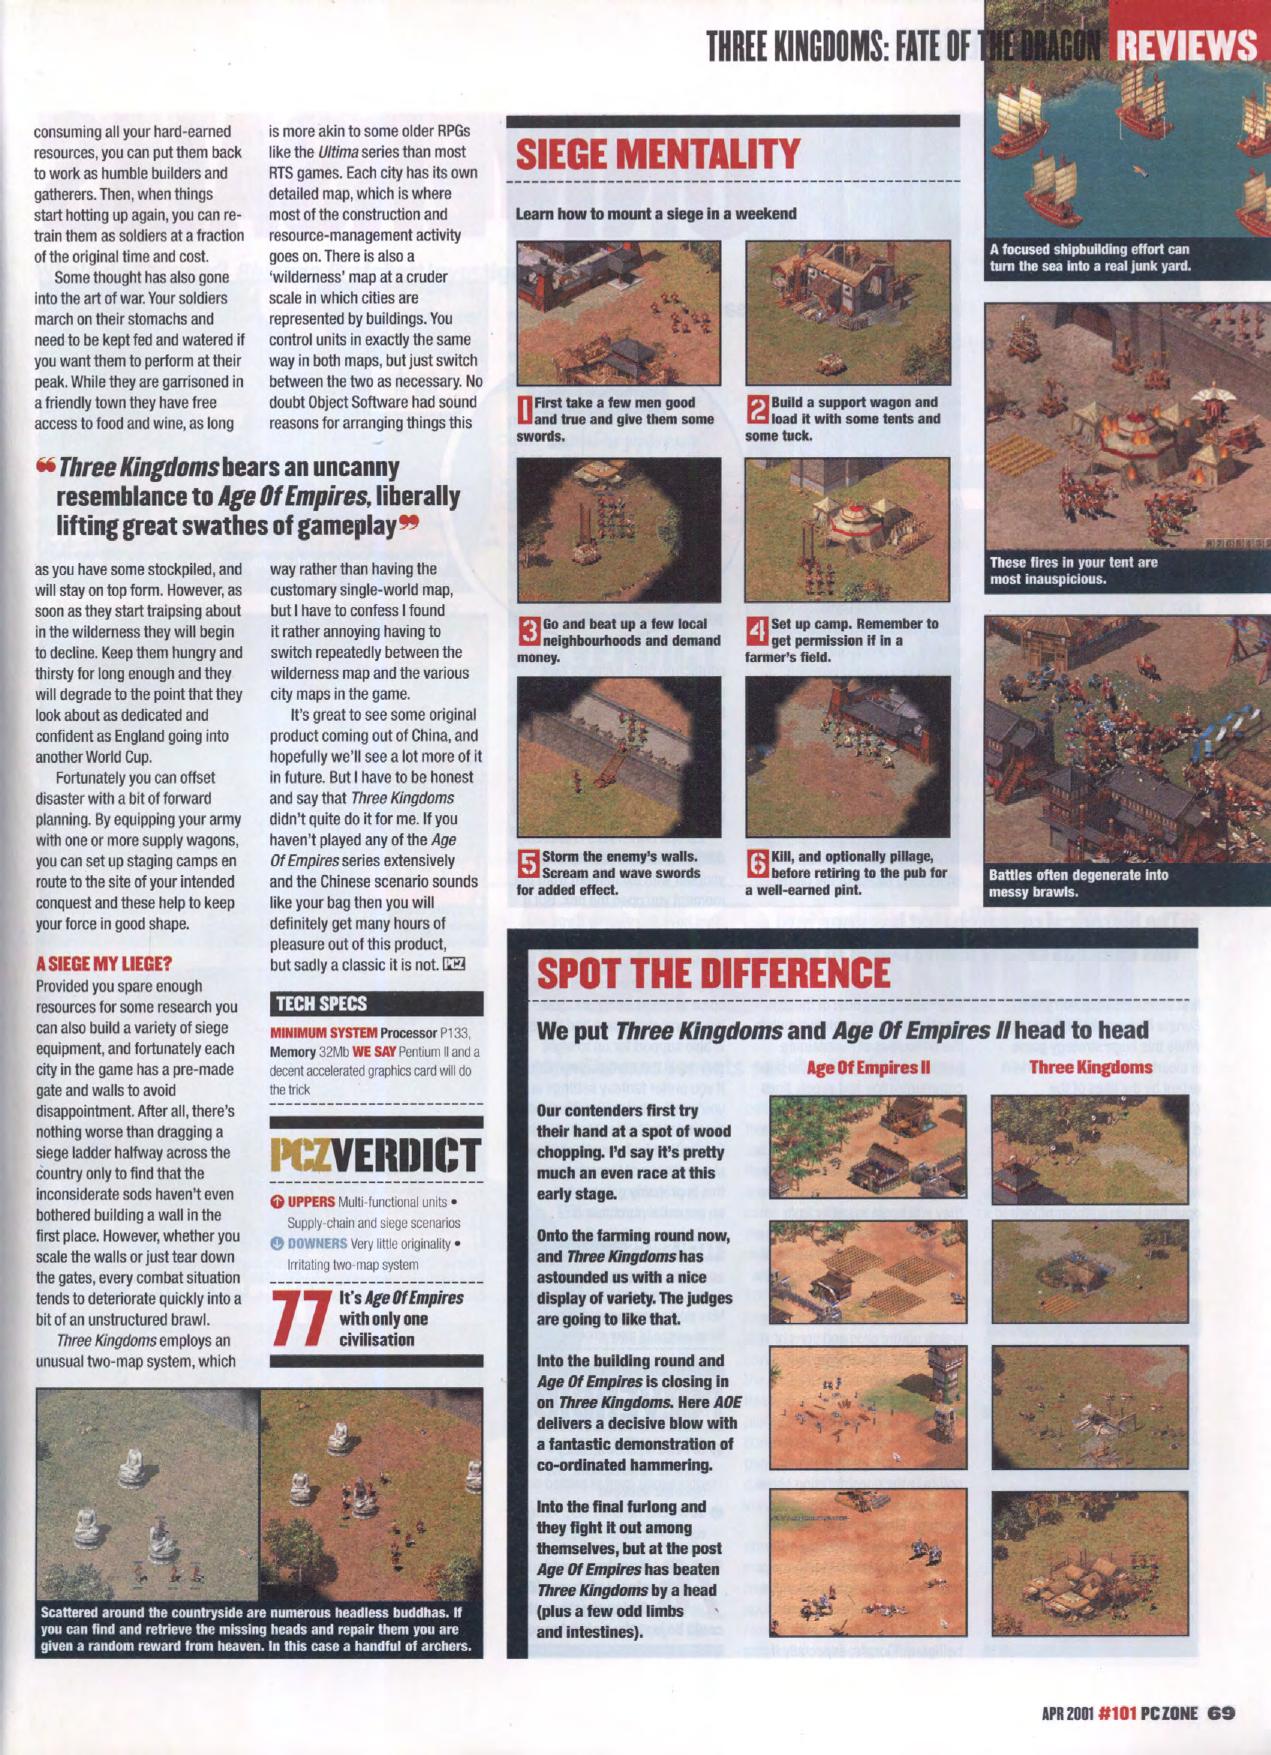 THREE KINGDOMS: FATE OF THE DRAGON REVIEWS
consuming all your hard-earned
resources, you can put them back
to work as humble builders and
gatherers. Then, when things
start hotting up again, you can re-
train them as soldiers at a fraction
of the original time and cost.
Some thought has also gone
into the art of war. Your soldiers
march on their stomachs and
need to be kept fed and watered if
you want them to perform at their
peak. While they are garrisoned in
a friendly town they have free
access to food and wine, as long
is more akin to some older RPGs
like the Ultima series than most
RTS games. Each city has its own
detailed map, which is where
most of the construction and
resource-management activity
goes on. There is also a
'wilderness' map at a cruder
scale in which cities are
represented by buildings. You
control units in exactly the same
way in both maps, but just switch
between the two as necessary. No
doubt Object Software had sound
reasons for arranging things this
“Three Kingdoms bears an uncanny
resemblance to Age Of Empires, liberally
lifting great swathes of gameplay”
as you have some stockpiled, and
will stay on top form. However, as
soon as they start traipsing about
in the wilderness they will begin
to decline. Keep them hungry and
thirsty for long enough and they
will degrade to the point that they
look about as dedicated and
confident as England going into
another World Cup.
Fortunately you can offset
disaster with a bit of forward
planning. By equipping your army
with one or more supply wagons,
you can set up staging camps en
route to the site of your intended
conquest and these help to keep
your force in good shape.
A SIEGE MY LIEGE?
Provided you spare enough
resources for some research you
can also build a variety of siege
equipment, and fortunately each
city in the game has a pre-made
gate and walls to avoid
disappointment. After all, there's
nothing worse than dragging a
siege ladder halfway across the
country only to find that the
inconsiderate sods haven't even
bothered building a wall in the
first place. However, whether you
scale the walls or just tear down
the gates, every combat situation
tends to deteriorate quickly into a
bit of an unstructured brawl.
Three Kingdoms employs an
unusual two-map system, which
way rather than having the
customary single-world map,
but I have to confess I found
it rather annoying having to
switch repeatedly between the
wilderness map and the various
city maps in the game.
It's great to see some original
product coming out of China, and
hopefully we'll see a lot more of it
in future. But I have to be honest
and say that Three Kingdoms
didn't quite do it for me. If you
haven't played any of the Age
Of Empires series extensively
and the Chinese scenario sounds
like your bag then you will
definitely get many hours of
pleasure out of this product,
but sadly a classic it is not. PCZ
TECH SPECS
MINIMUM SYSTEM Processor P133,
Memory 32Mb WE SAY Pentium II and a
decent accelerated graphics card will do
the trick
PCZVERDICT
UPPERS Multi-functional units •
Supply-chain and siege scenarios
DOWNERS Very little originality •
Irritating two-map system
77
It's Age Of Empires
with only one
civilisation
Scattered around the countryside are numerous headless buddhas. If
you can find and retrieve the missing heads and repair them you are
given a random reward from heaven. In this case a handful of archers.
SIEGE MENTALITY
Learn how to mount a siege in a weekend
1 First take a few men good
and true and give them some
swords.
2 Build a support wagon and
load it with some tents and
some tuck.
3 Go and beat up a few local
neighbourhoods and demand
money.
4 Set up camp. Remember to
get permission if in a
farmer's field.
5 Storm the enemy's walls.
Scream and wave swords
for added effect.
6 Kill, and optionally pillage,
before retiring to the pub for
a well-earned pint.
A focused shipbuilding effort can
turn the sea into a real junk yard.
These fires in your tent are
most inauspicious.
Battles often degenerate into
messy brawls.
SPOT THE DIFFERENCE
We put Three Kingdoms and Age Of Empires II head to head
Age Of Empires II
Three Kingdoms
Our contenders first try
their hand at a spot of wood
chopping. I'd say it's pretty
much an even race at this
early stage.
Onto the farming round now,
and Three Kingdoms has
astounded us with a nice
display of variety. The judges
are going to like that.
Into the building round and
Age Of Empires is closing in
on Three Kingdoms. Here AOE
delivers a decisive blow with
a fantastic demonstration of
co-ordinated hammering.
Into the final furlong and
they fight it out among
themselves, but at the post
Age Of Empires has beaten
Three Kingdoms by a head
(plus a few odd limbs
and intestines).
APR 2001 #101 PC ZONE 69